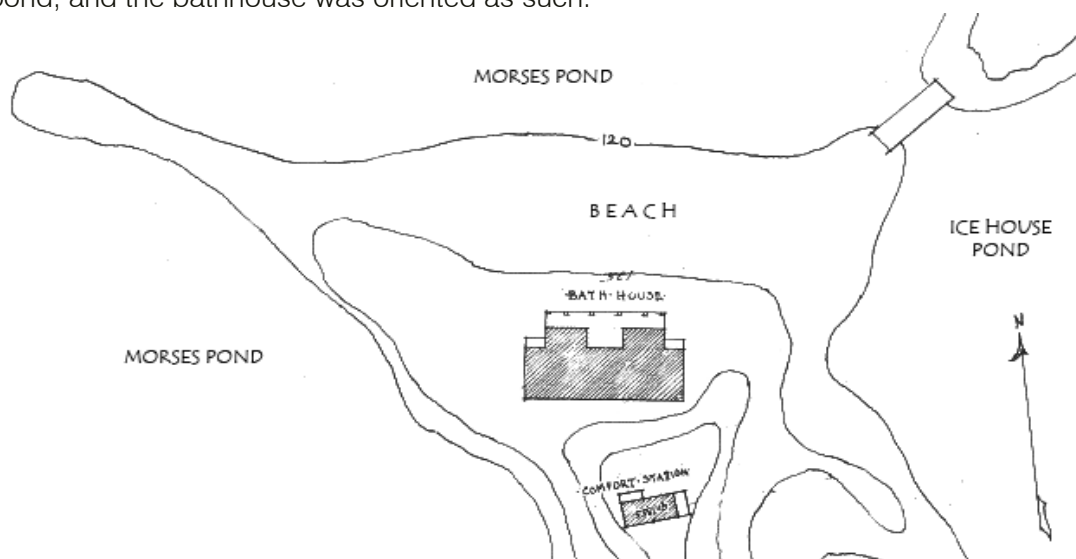 pond, and the bathhouse was oriented as such.
MORSES POND
120
BEACH
ICE HOUSE
POND
BATH-HOUSE
N
MORSES POND
COMFORT-STATION